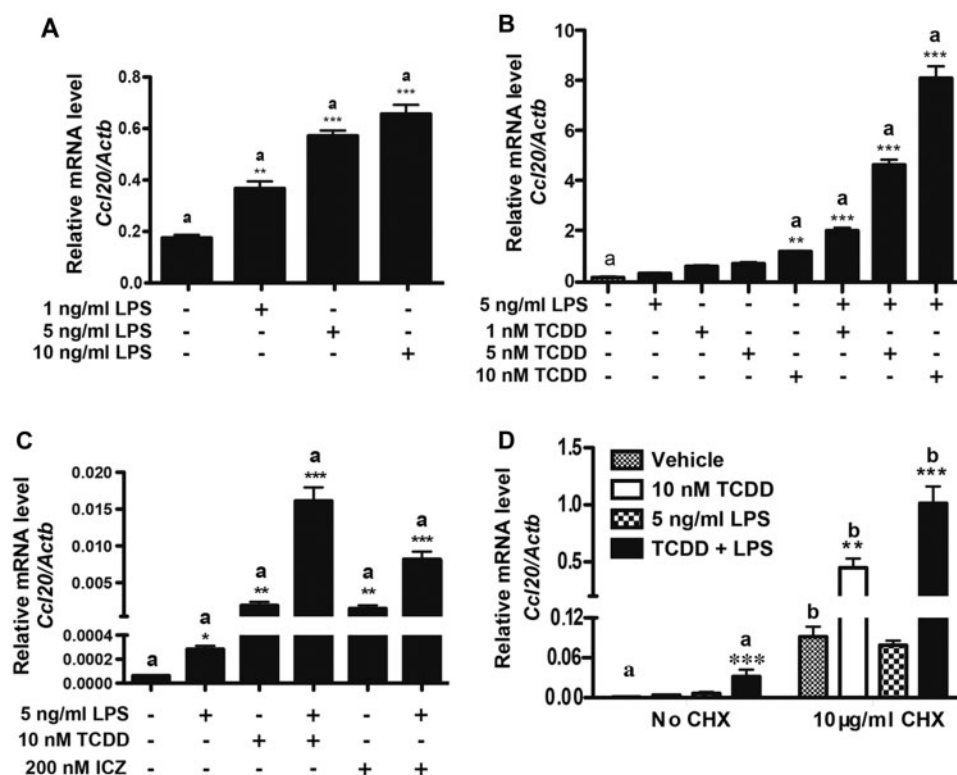 A
Relative mRNA level
Ccl20/Actb
0.8
0.6
0.4
0.2
0.0
a
a
**
a
***
a
***
1 ng/ml LPS - + - -
5 ng/ml LPS - - + -
10 ng/ml LPS - - - +
B
Relative mRNA level
Ccl20/Actb
10
8
6
4
2
0
a
a
**
a
***
a
***
a
***
5 ng/ml LPS - + - - - + + +
1 nM TCDD - - + - - + - -
5 nM TCDD - - - + - - + -
10 nM TCDD - - - - + - - +
C
Relative mRNA level
Ccl20/Actb
0.020
0.015
0.010
0.005
0.0004
0.0002
0.0000
a
a
*
a
**
a
***
a
**
a
***
5 ng/ml LPS - + - + - +
10 nM TCDD - - + + - -
200 nM ICZ - - - - + +
D
Relative mRNA level
Ccl20/Actb
1.5
1.0
0.5
0.12
0.06
0.00
Vehicle
10 nM TCDD
5 ng/ml LPS
TCDD + LPS
a
a
***
b
b
**
b
***
No CHX
10µg/ml CHX